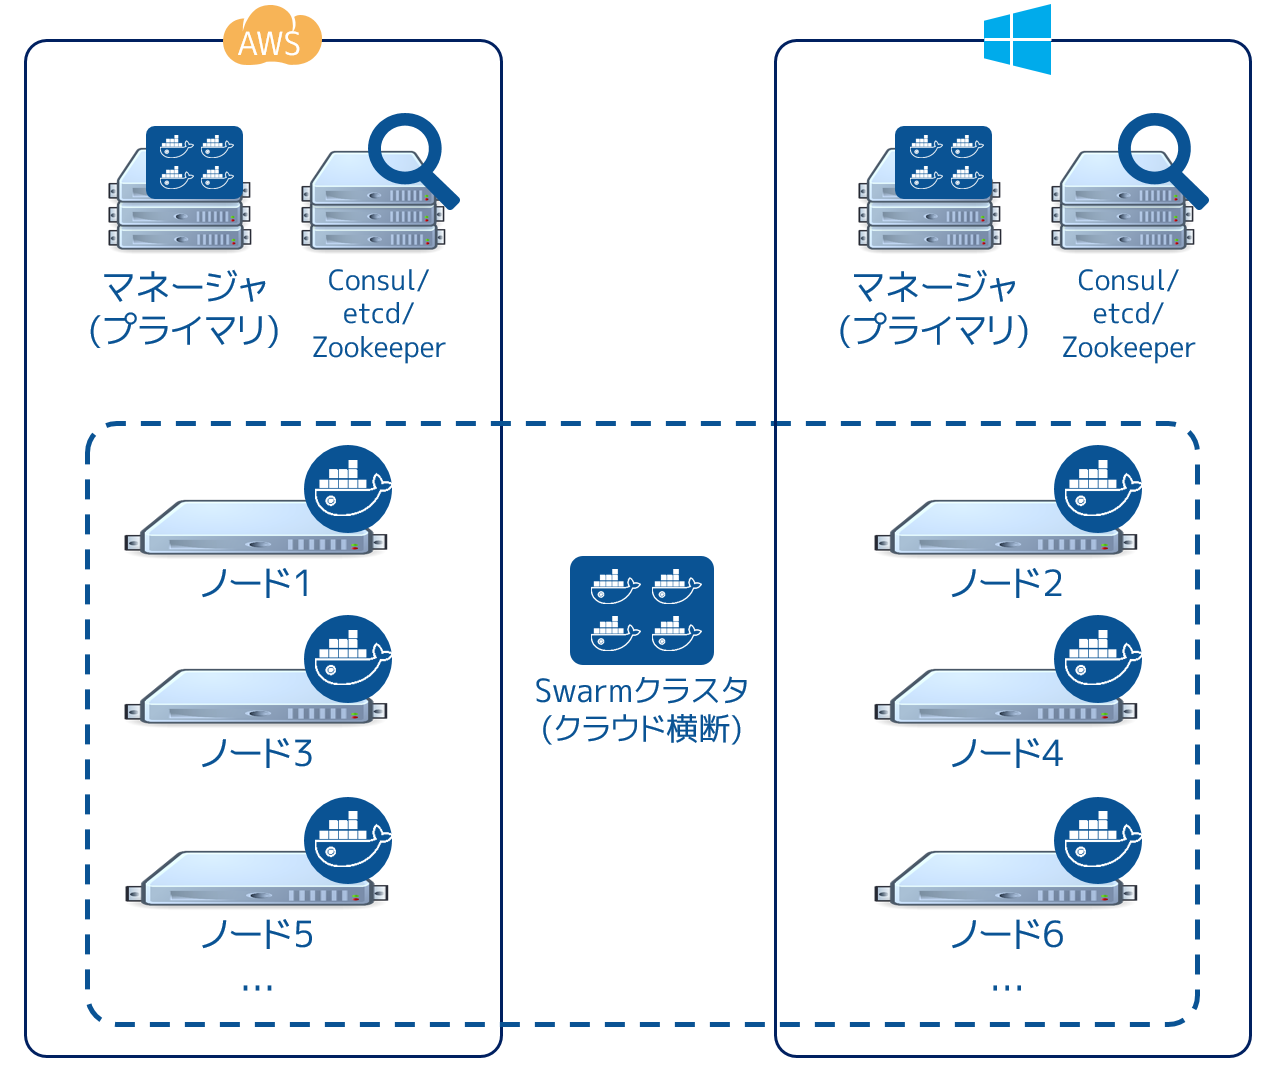 AWS
マネージャ
(プライマリ)
Consul/
etcd/
Zookeeper
マネージャ
(プライマリ)
Consul/
etcd/
Zookeeper
ノード1
ノード2
Swarmクラスタ
(クラウド横断)
ノード3
ノード4
ノード5
ノード6
...
...